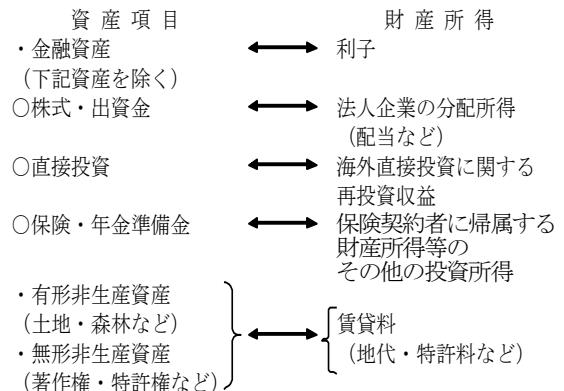 資産項目 財産所得
・金融資産 利子
（下記資産を除く）
○株式・出資金 法人企業の分配所得
（配当など）
○直接投資 海外直接投資に関する
再投資収益
○保険・年金準備金 保険契約者に帰属する
財産所得等の
その他の投資所得
・有形非生産資産
（土地・森林など） 賃貸料
・無形非生産資産 （地代・特許料など）
（著作権・特許権など）